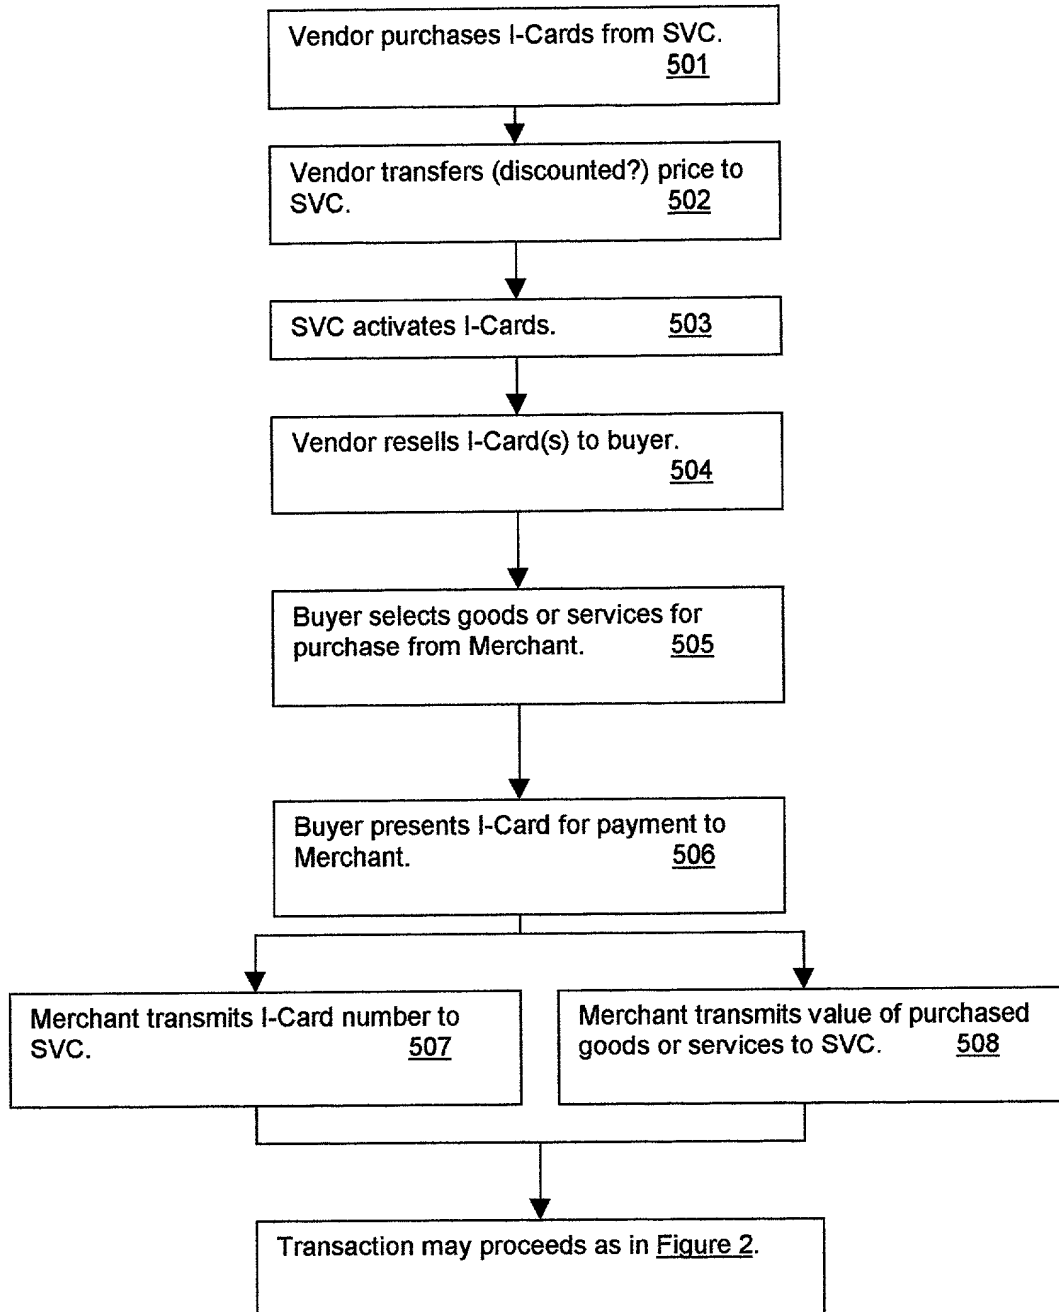 Vendor purchases I-Cards from SVC.
501
Vendor transfers (discounted?) price to
SVC. 502
SVC activates I-Cards. 503
Vendor resells I-Card(s) to buyer.
504
Buyer selects goods or services for
purchase from Merchant. 505
Buyer presents I-Card for payment to
Merchant. 506
Merchant transmits I-Card number to
SVC. 507
Merchant transmits value of purchased
goods or services to SVC. 508
Transaction may proceeds as in Figure 2.